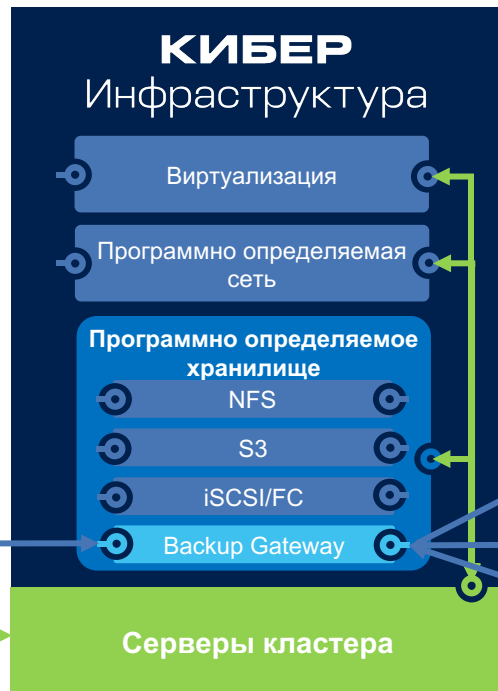 КИБЕР
Инфраструктура
Виртуализация
Программно определяемая
сеть
Программно определяемое
хранилище
NFS
S3
iSCSI/FC
Backup Gateway
Серверы кластера